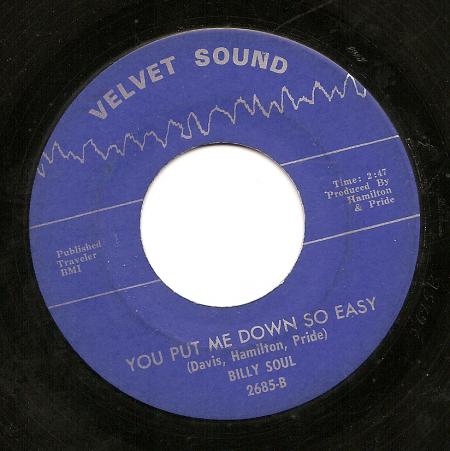 VELVET SOUND
Time: 2:47
Produced By
Hamilton
& Pride
Published
Traveler
BMI
YOU PUT ME DOWN SO EASY
(Davis, Hamilton, Pride)
BILLY SOUL
2685-B